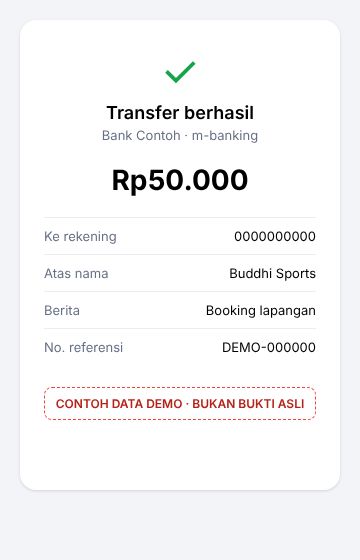 Transfer berhasil
Bank Contoh · m-banking
Rp50.000
Ke rekening 0000000000
Atas nama Buddhi Sports
Berita Booking lapangan
No. referensi DEMO-000000
CONTOH DATA DEMO · BUKAN BUKTI ASLI